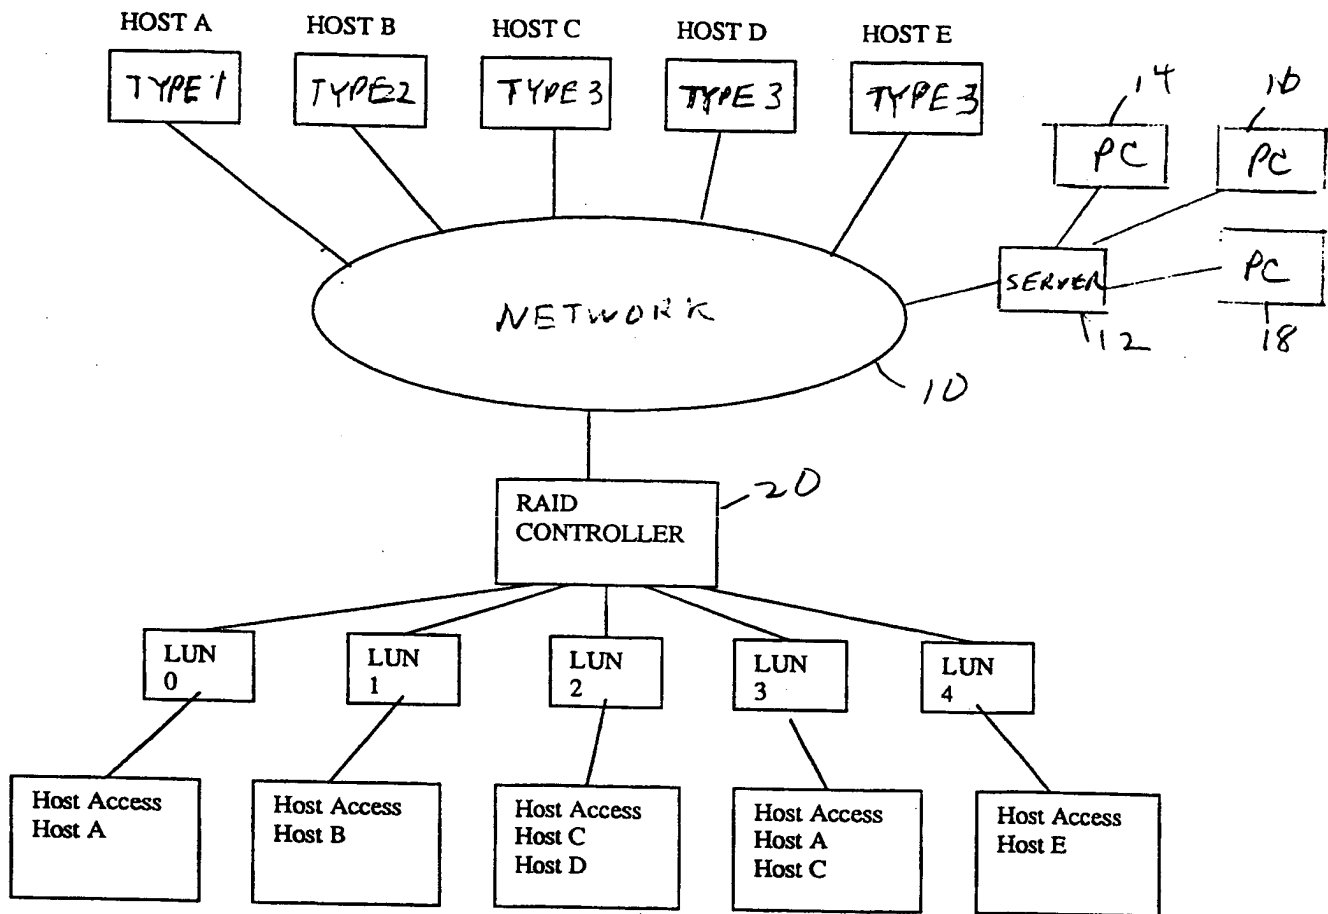 HOST A
HOST B
HOST C
HOST D
HOST E
TYPE 1
TYPE 2
TYPE 3
TYPE 3
TYPE 3
14
16
PC
PC
SERVER
PC
12
18
NETWORK
10
RAID
CONTROLLER
20
LUN
0
LUN
1
LUN
2
LUN
3
LUN
4
Host Access
Host A
Host Access
Host B
Host Access
Host C
Host D
Host Access
Host A
Host C
Host Access
Host E